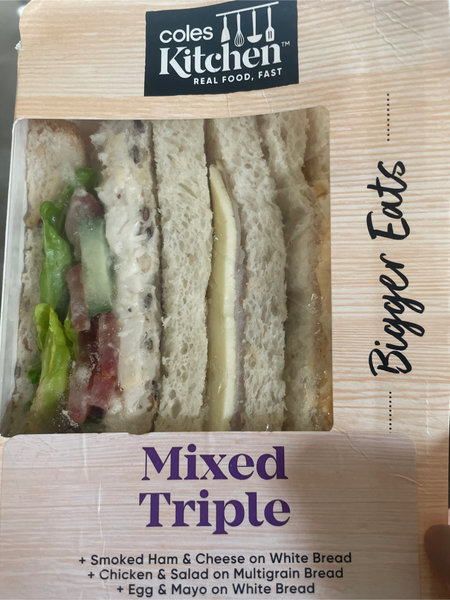 coles
Kitchen™
REAL FOOD, FAST
Bigger Eats
Mixed
Triple
+ Smoked Ham & Cheese on White Bread
+ Chicken & Salad on Multigrain Bread
+ Egg & Mayo on White Bread